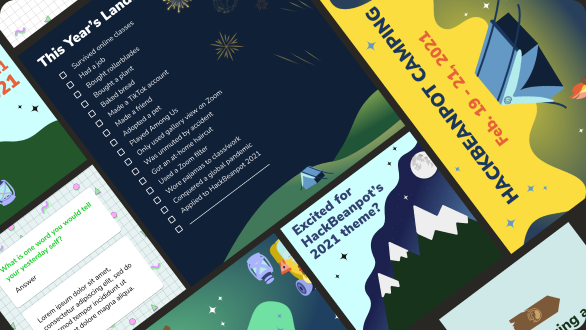 This Year's Land
Survived online classes
Had a job
Bought rollerblades
Bought a plant
Baked bread
Made a TikTok account
Made a friend
Adopted a pet
Played Among Us
Only used gallery view on Zoom
Was unmuted by accident
Got an at-home haircut
Used a Zoom filter
Wore pajamas to classwork
Conquered a global pandemic
Applied to HackBeanpot 2021
HACKBEANPOT CAMPING
Feb. 19 - 21, 2021
Excited for
HackBeanpot's
2021 theme?
What is one word you would tell
your yesterday self?
Answer
Lorem ipsum dolor sit amet,
consectetur adipiscing elit, sed do
tempor incididunt ut
et dolore magna aliqua.
21